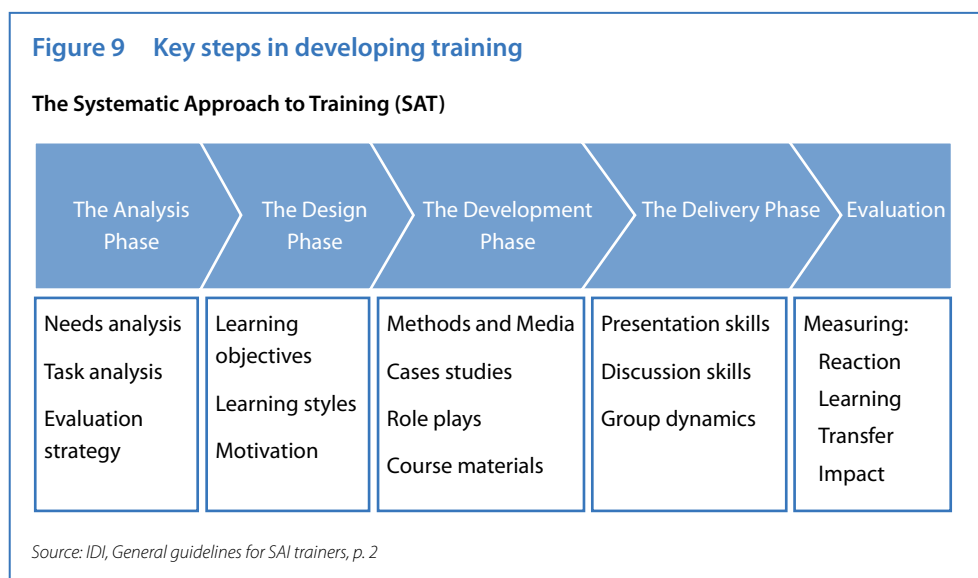 Figure 9 Key steps in developing training
The Systematic Approach to Training (SAT)
The Analysis
Phase
The Design
Phase
The Development
Phase
The Delivery Phase
Evaluation
Needs analysis
Task analysis
Evaluation
strategy
Learning
objectives
Learning styles
Motivation
Methods and Media
Cases studies
Role plays
Course materials
Presentation skills
Discussion skills
Group dynamics
Measuring:
Reaction
Learning
Transfer
Impact
Source: IDI, General guidelines for SAI trainers, p. 2